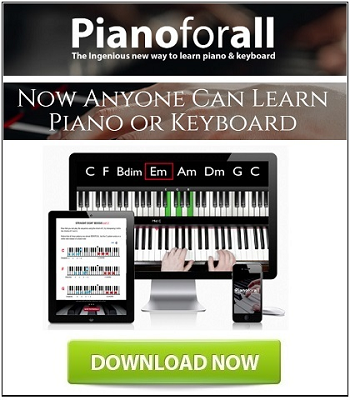 Pianoforall
The Ingenious new way to learn piano & keyboard
Now Anyone Can Learn
Piano or Keyboard
C F Bdim Em Am Dm G C
Pianoforall
DOWNLOAD NOW